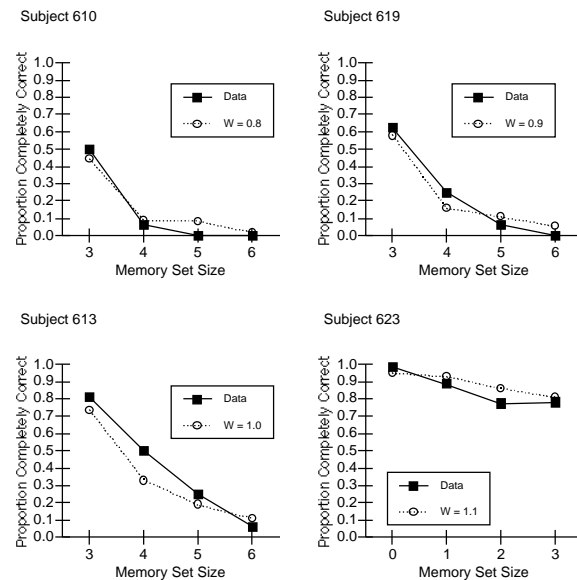 Subject 610
Proportion Completely Correct
1.0
0.9
0.8
0.7
0.6
0.5
0.4
0.3
0.2
0.1
0.0
Data
W = 0.8
3 4 5 6
Memory Set Size
Subject 619
Proportion Completely Correct
1.0
0.9
0.8
0.7
0.6
0.5
0.4
0.3
0.2
0.1
0.0
Data
W = 0.9
3 4 5 6
Memory Set Size
Subject 613
Proportion Completely Correct
1.0
0.9
0.8
0.7
0.6
0.5
0.4
0.3
0.2
0.1
0.0
Data
W = 1.0
3 4 5 6
Memory Set Size
Subject 623
Proportion Completely Correct
1.0
0.9
0.8
0.7
0.6
0.5
0.4
0.3
0.2
0.1
0.0
Data
W = 1.1
0 1 2 3
Memory Set Size